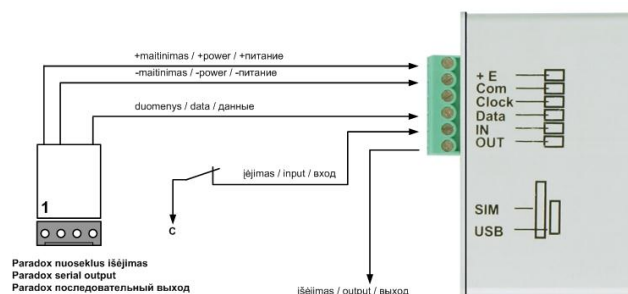 +maitinimas / +power / +питание
-maitinimas / -power / -питание
duomenys / data / данные
įėjimas / input / вход
išėjimas / output / выход
C
1
Paradox nuoseklus išėjimas
Paradox serial output
Paradox последовательный выход
+ E
Com
Clock
Data
IN
OUT
SIM
USB